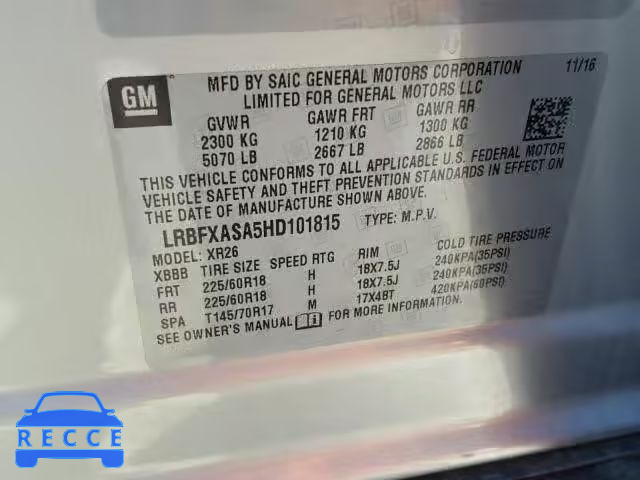 GM
MFD BY SAIC GENERAL MOTORS CORPORATION 11/16
LIMITED FOR GENERAL MOTORS LLC
GVWR GAWR FRT GAWR RR
2300 KG 1210 KG 1300 KG
5070 LB 2667 LB 2866 LB
THIS VEHICLE CONFORMS TO ALL APPLICABLE U.S. FEDERAL MOTOR
VEHICLE SAFETY AND THEFT PREVENTION STANDARDS IN EFFECT ON
THE DATE OF MANUFACTURE SHOWN ABOVE.
LRBFXASA5HD101815 TYPE: M.P.V.
MODEL: XR26
XBBB TIRE SIZE SPEED RTG RIM COLD TIRE PRESSURE
FRT 225/60R18 H 18X7.5J 240KPA(35PSI)
RR 225/60R18 H 18X7.5J 240KPA(35PSI)
SPA T145/70R17 M 17X4BT 420KPA(60PSI)
SEE OWNER'S MANUAL FOR MORE INFORMATION.
RECCE